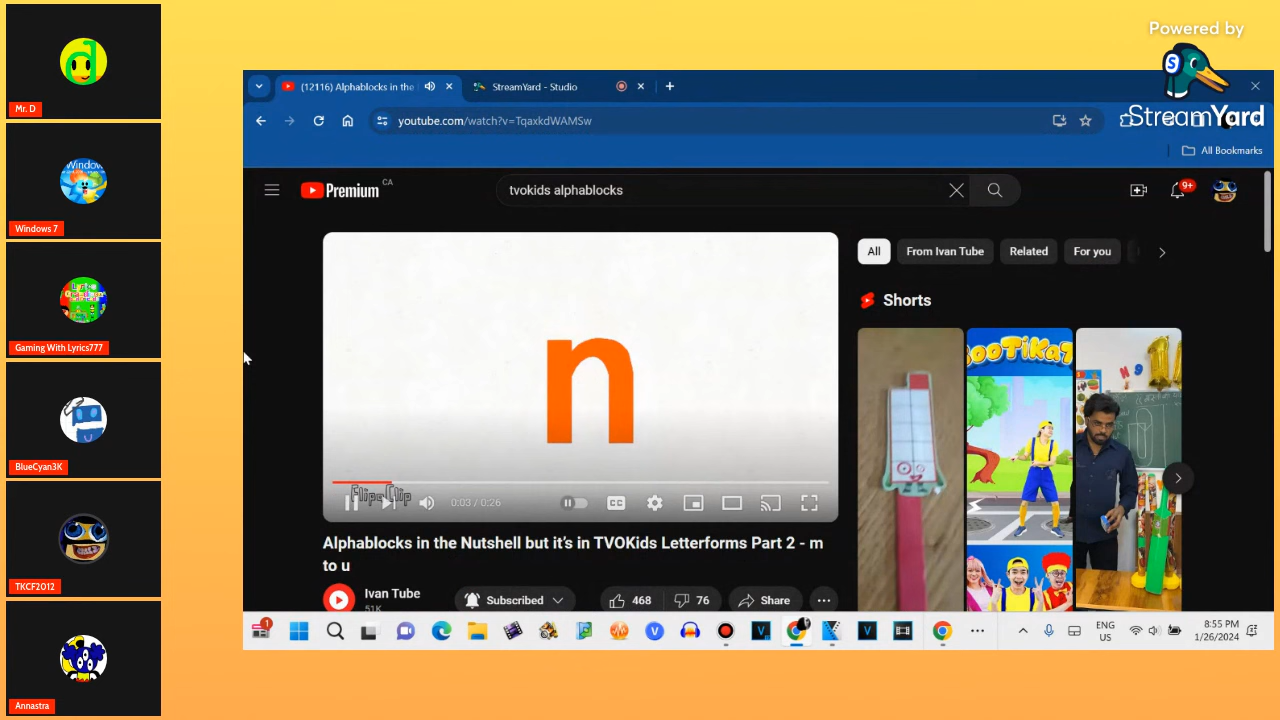 Powered by
StreamYard
Mr. D
Windows 7
Gaming With Lyrics777
BlueCyan3K
TKCF2012
Annastra
(12116) Alphablocks in the
StreamYard - Studio
youtube.com/watch?v=TqaxkdWAMSw
All Bookmarks
Premium CA
tvokids alphablocks
9+
All
From Ivan Tube
Related
For you
Shorts
n
FlipaClip
0:03 / 0:26
CC
Alphablocks in the Nutshell but it's in TVOKids Letterforms Part 2 - m
to u
Ivan Tube
51K
Subscribed
468
76
Share
1
ENG
US
8:55 PM
1/26/2024